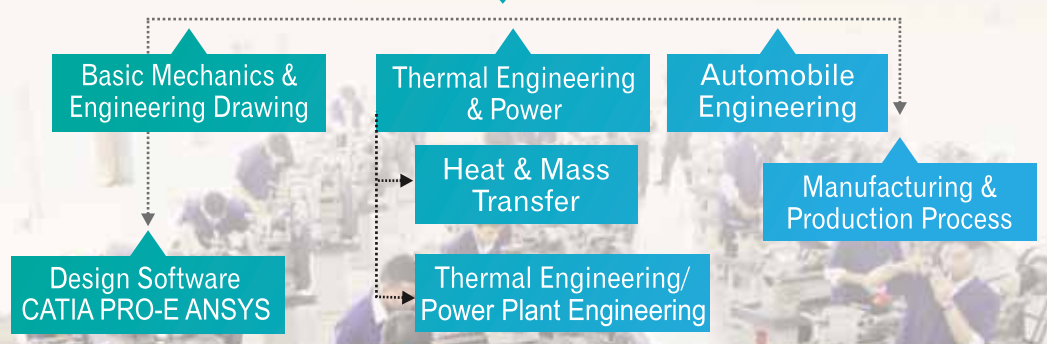 Basic Mechanics &
Engineering Drawing
Thermal Engineering
& Power
Automobile
Engineering
Heat & Mass
Transfer
Manufacturing &
Production Process
Design Software
CATIA PRO-E ANSYS
Thermal Engineering/
Power Plant Engineering